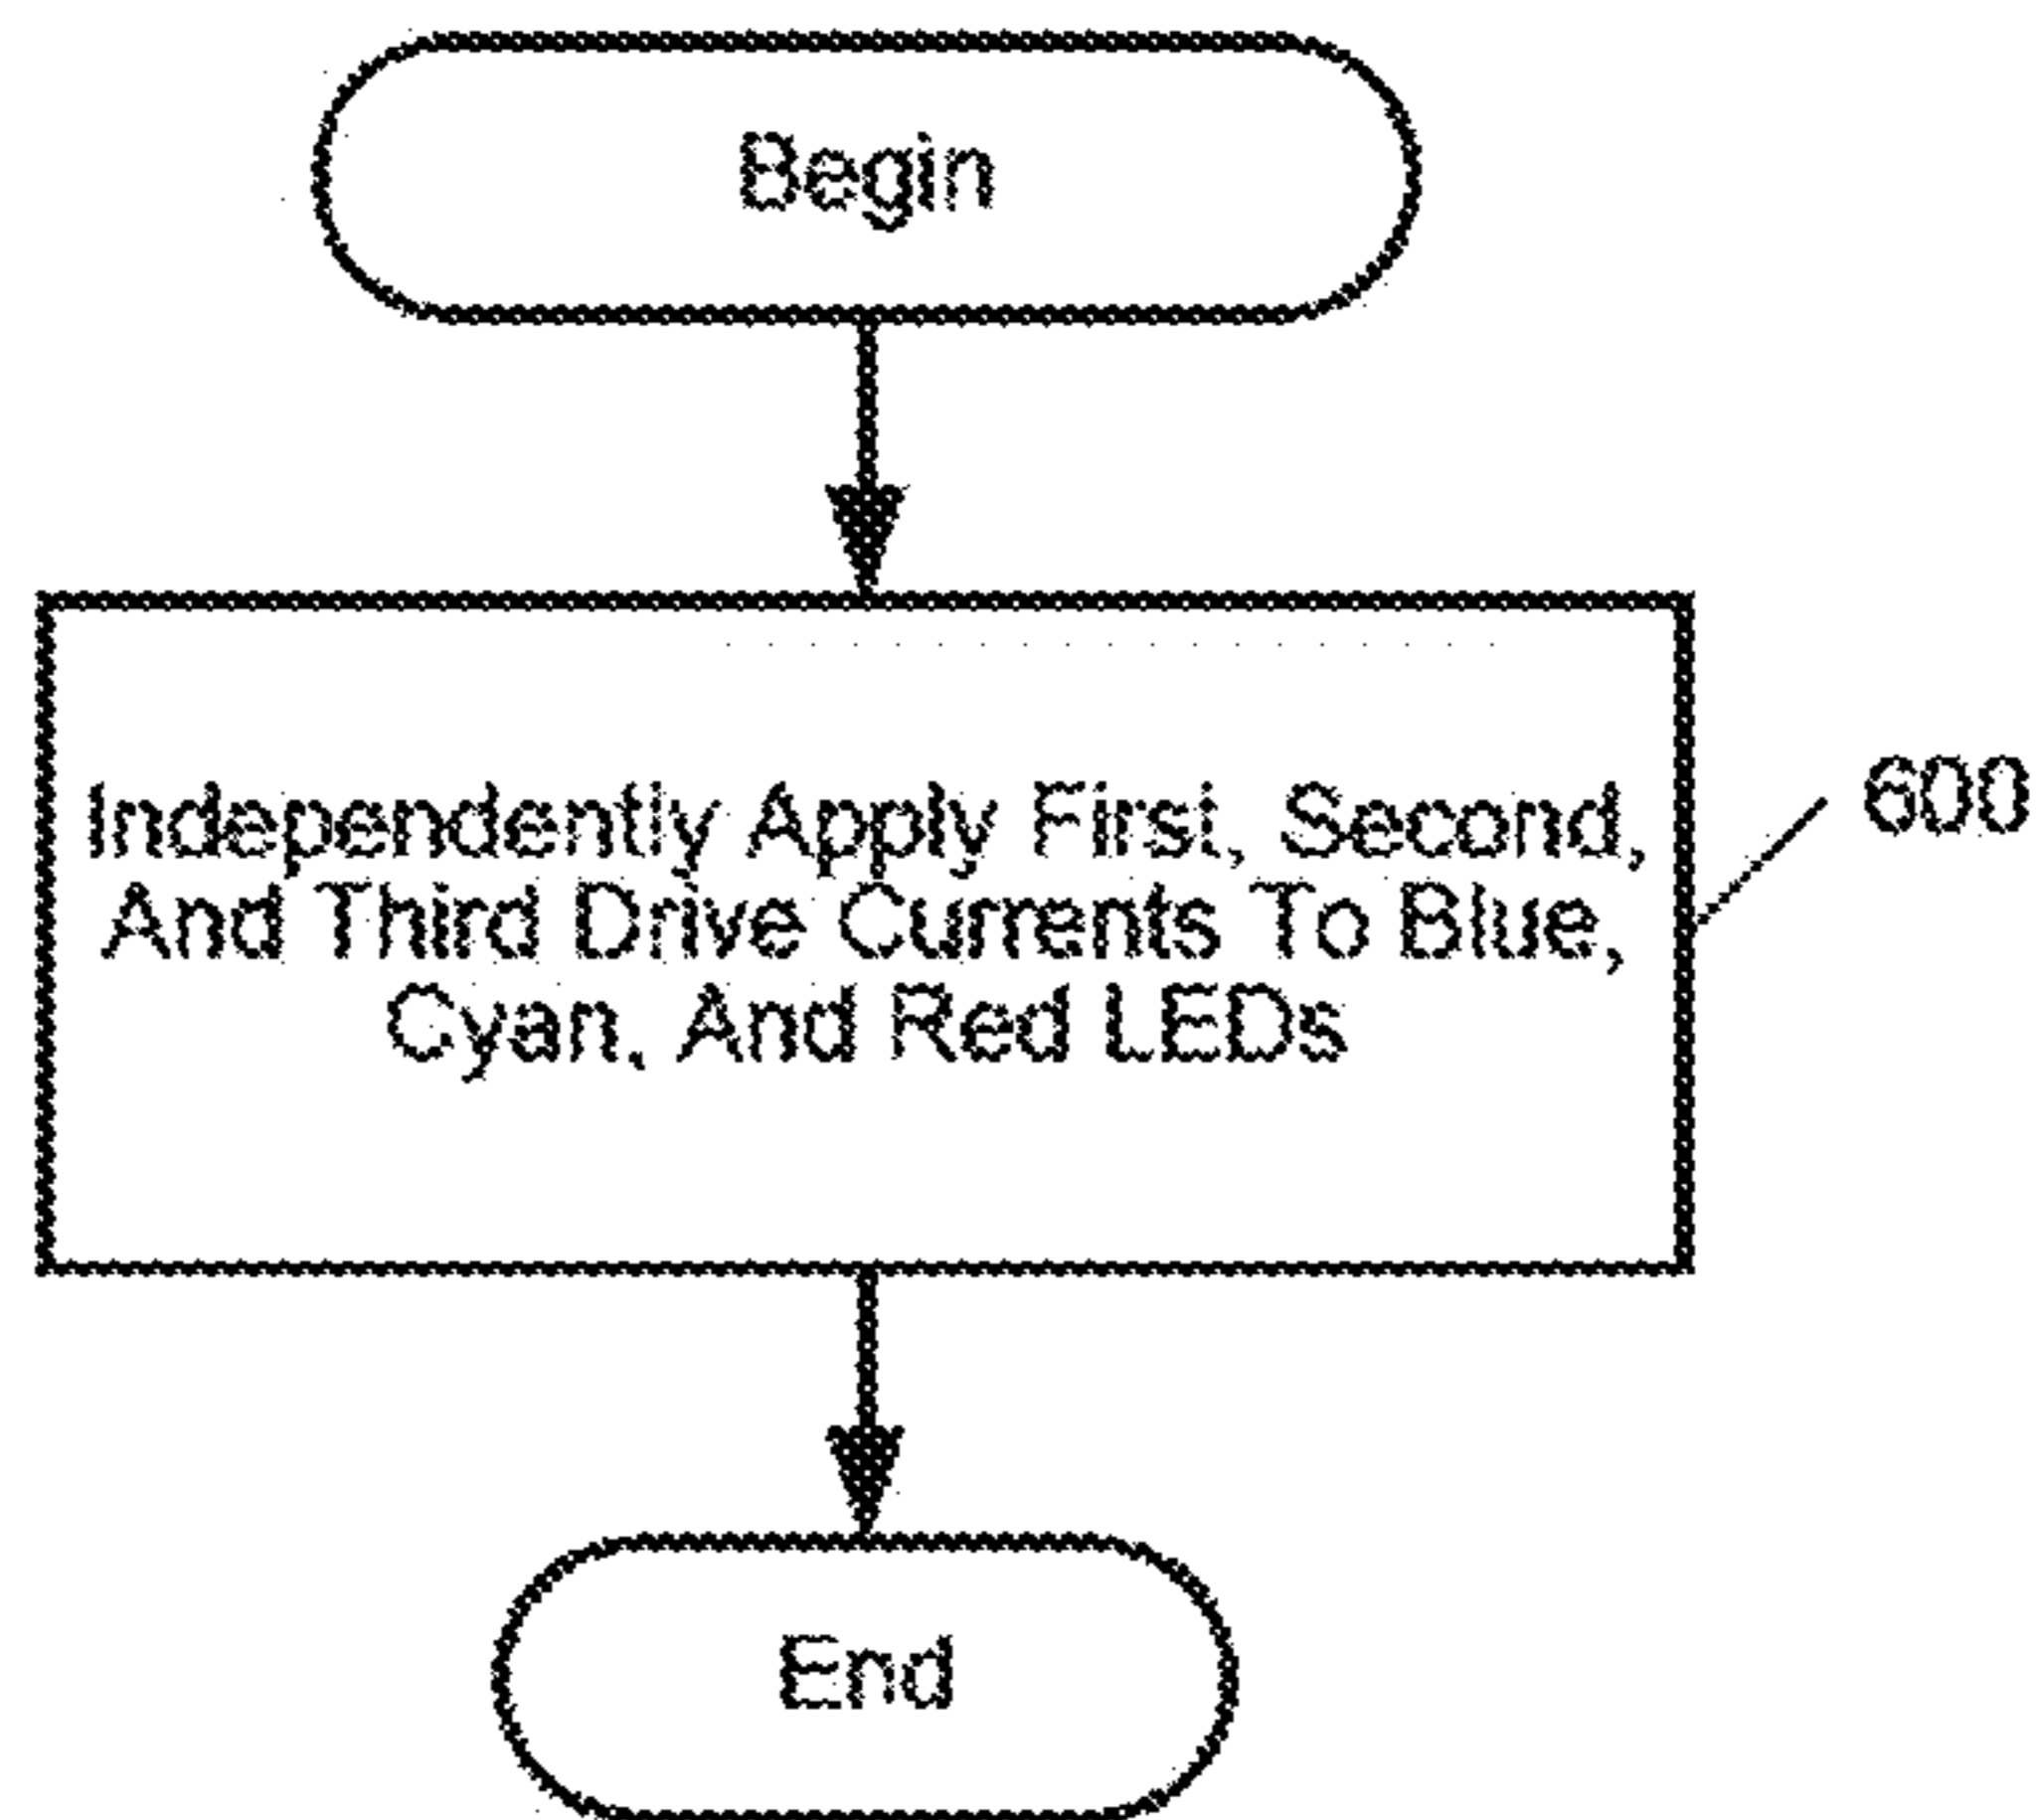 Begin
Independently Apply First, Second,
600
And Third Drive Currents To Blue,
Cyan, And Red LEDs
End